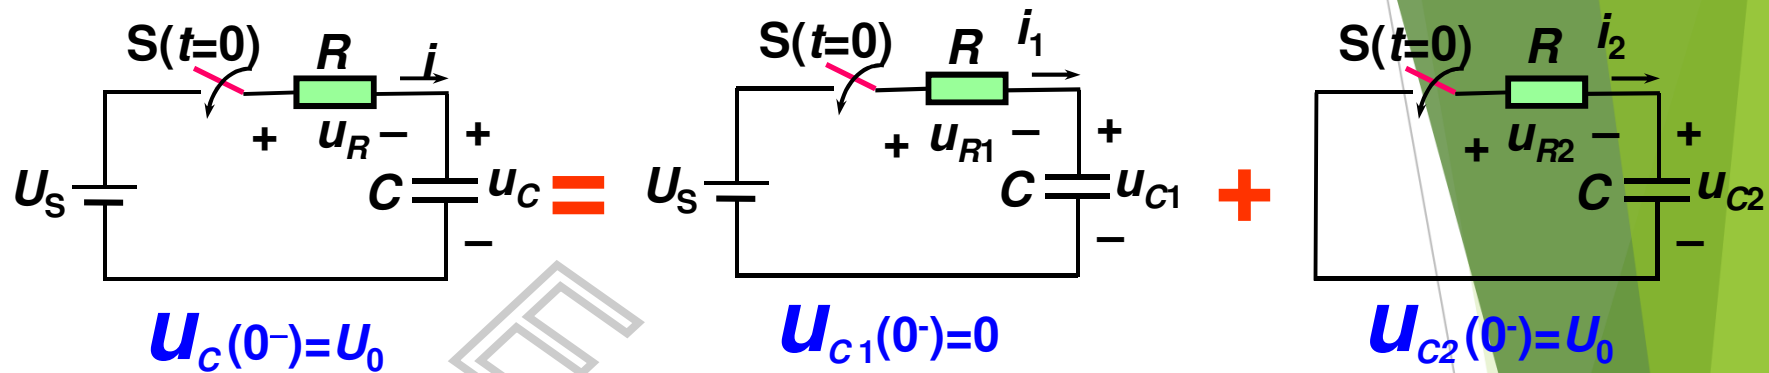 S(t=0) R i
+ uR – +
US C uC
–
uC(0–)=U0
=
S(t=0) R i1
+ uR1 – +
US C uC1
–
uC1(0-)=0
+
S(t=0) R i2
+ uR2 – +
C uC2
–
uC2(0-)=U0